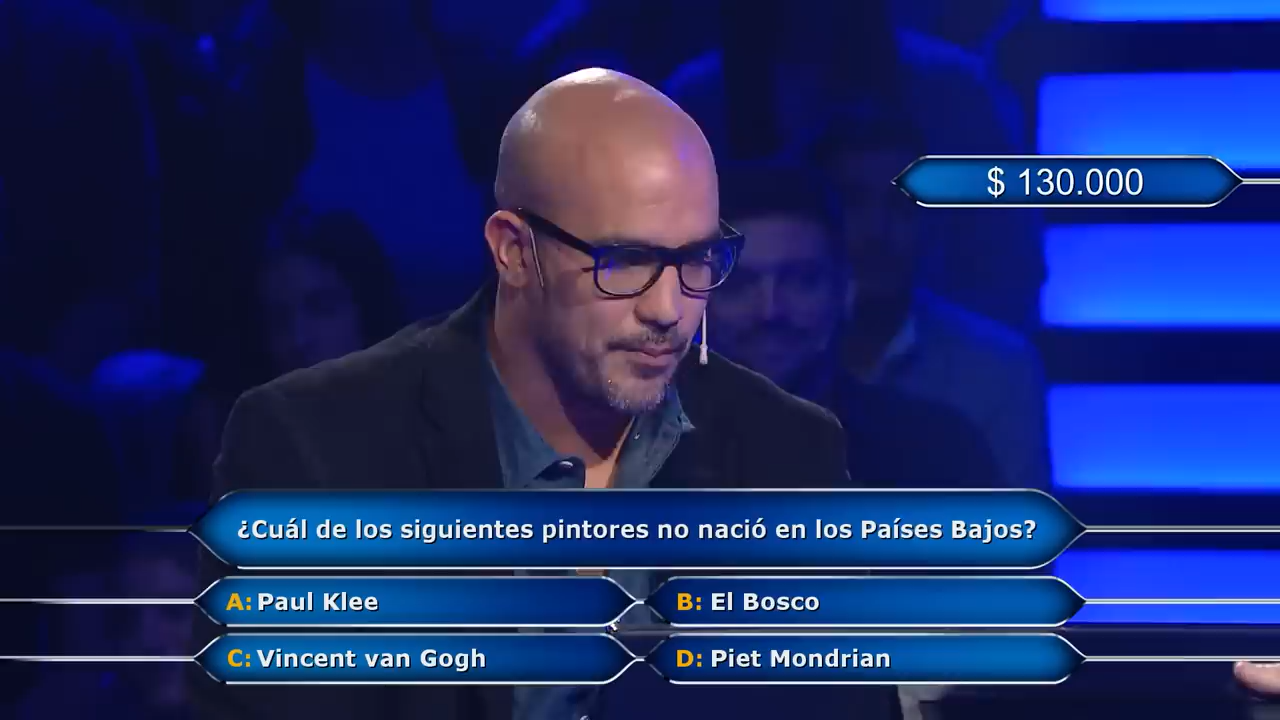 $ 130.000
¿Cuál de los siguientes pintores no nació en los Países Bajos?
A: Paul Klee
B: El Bosco
C: Vincent van Gogh
D: Piet Mondrian